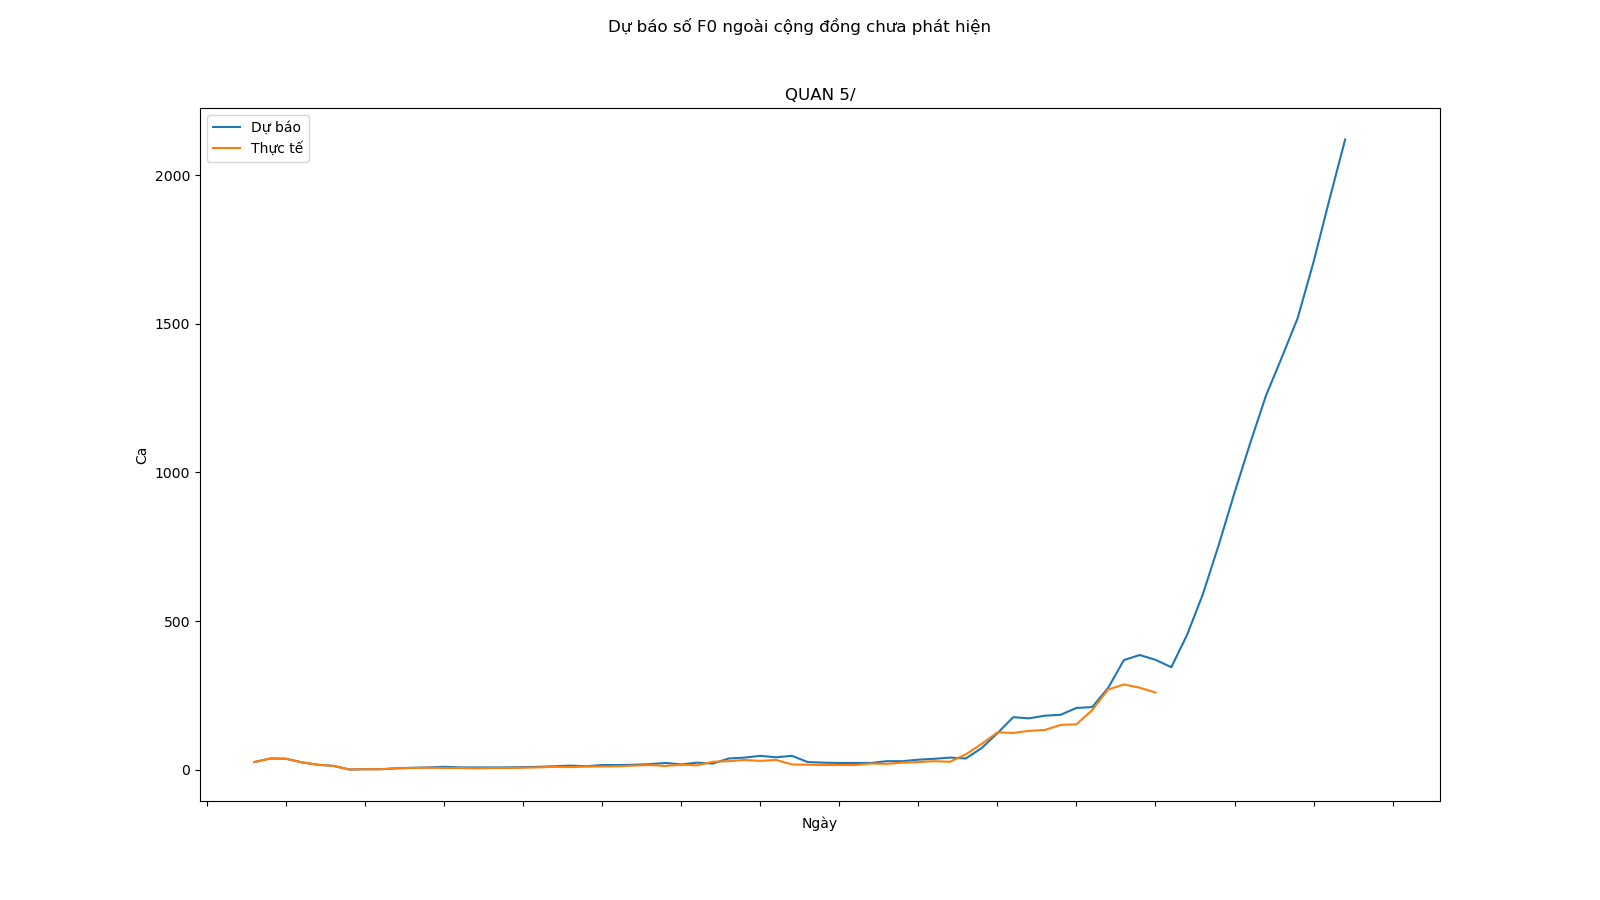 Dự báo số F0 ngoài cộng đồng chưa phát hiện
QUAN 5/
Dự báo
Thực tế
2000
1500
1000
500
0
Ca
Ngày